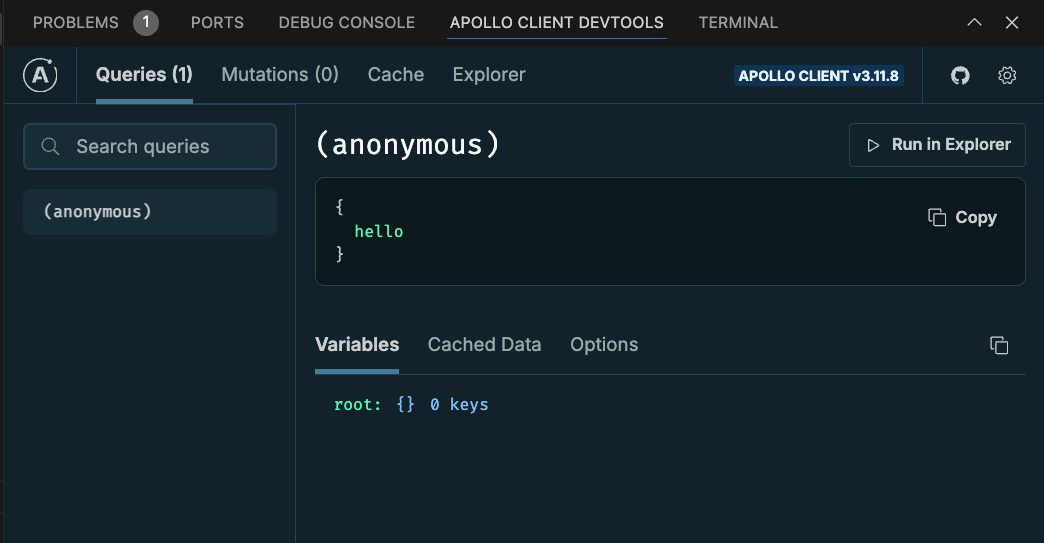 PROBLEMS 1 PORTS DEBUG CONSOLE APOLLO CLIENT DEVTOOLS TERMINAL
A Queries (1) Mutations (0) Cache Explorer APOLLO CLIENT v3.11.8
Search queries
(anonymous)
(anonymous)
Run in Explorer
{
hello
}
Copy
Variables Cached Data Options
root: {} 0 keys